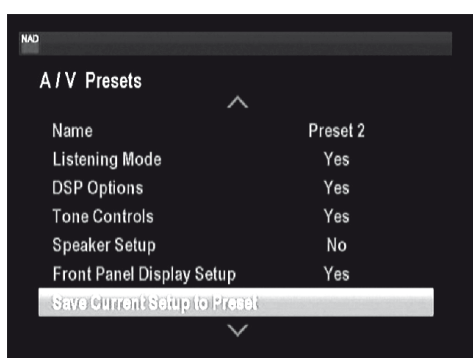 NAD
A / V Presets
Name Preset 2
Listening Mode Yes
DSP Options Yes
Tone Controls Yes
Speaker Setup No
Front Panel Display Setup Yes
Save Current Setup to Preset